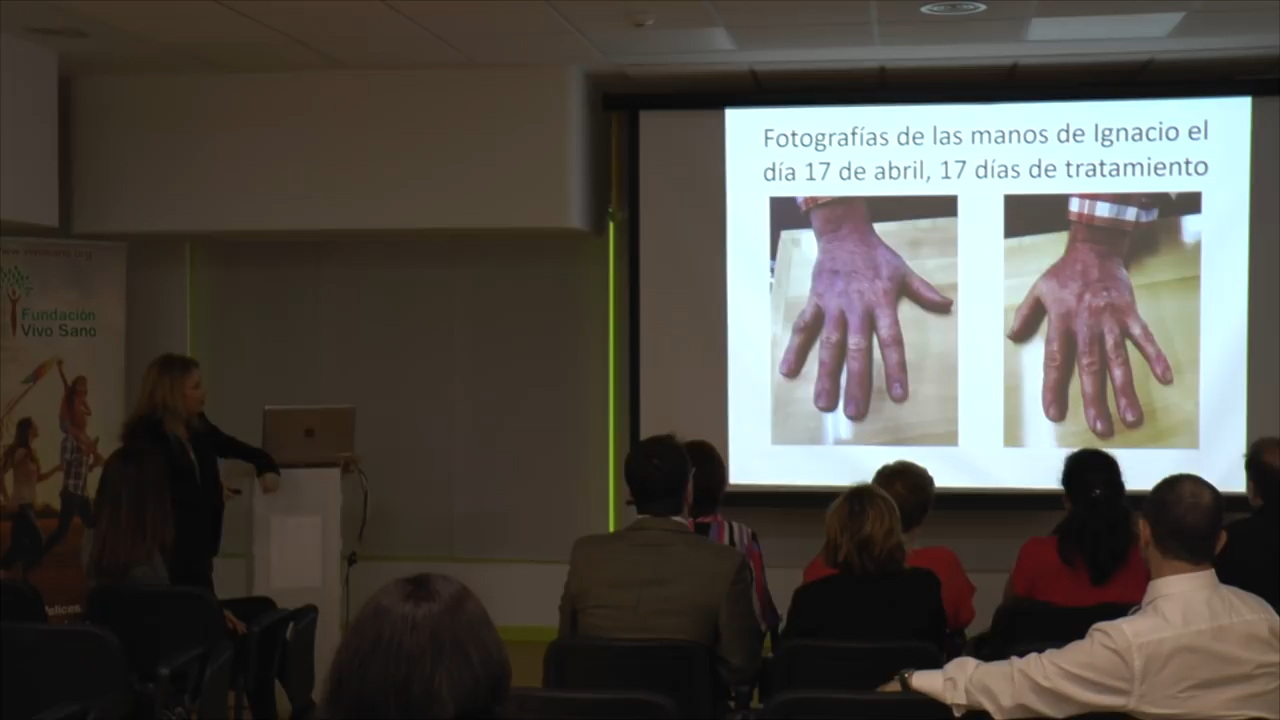 Fotografías de las manos de Ignacio el
día 17 de abril, 17 días de tratamiento
Fundación
Vivo Sano